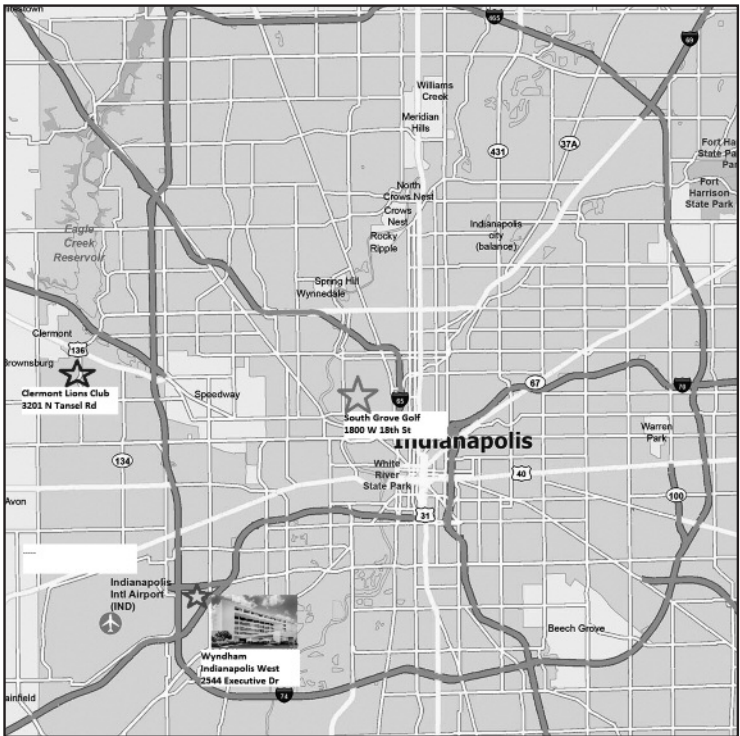 465
69
Williams
Creek
Meridian
Hills
431
37A
Fort
Harrison
State Park
North
Crows Nest
Crows
Nest
Rocky
Ripple
Indianapolis
city
(balance)
Eagle
Creek
Reservoir
Spring Hill
Wynnedale
Clermont
136
Brownsburg
Clermont Lions Club
3201 N Tansel Rd
Speedway
65
67
70
South Grove Golf
1800 W 18th St
Indianapolis
Warren
Park
134
White
River
State Park
40
100
Avon
31
Indianapolis
Intl Airport
(IND)
Beech Grove
Wyndham
Indianapolis West
2544 Executive Dr
74
ainfield